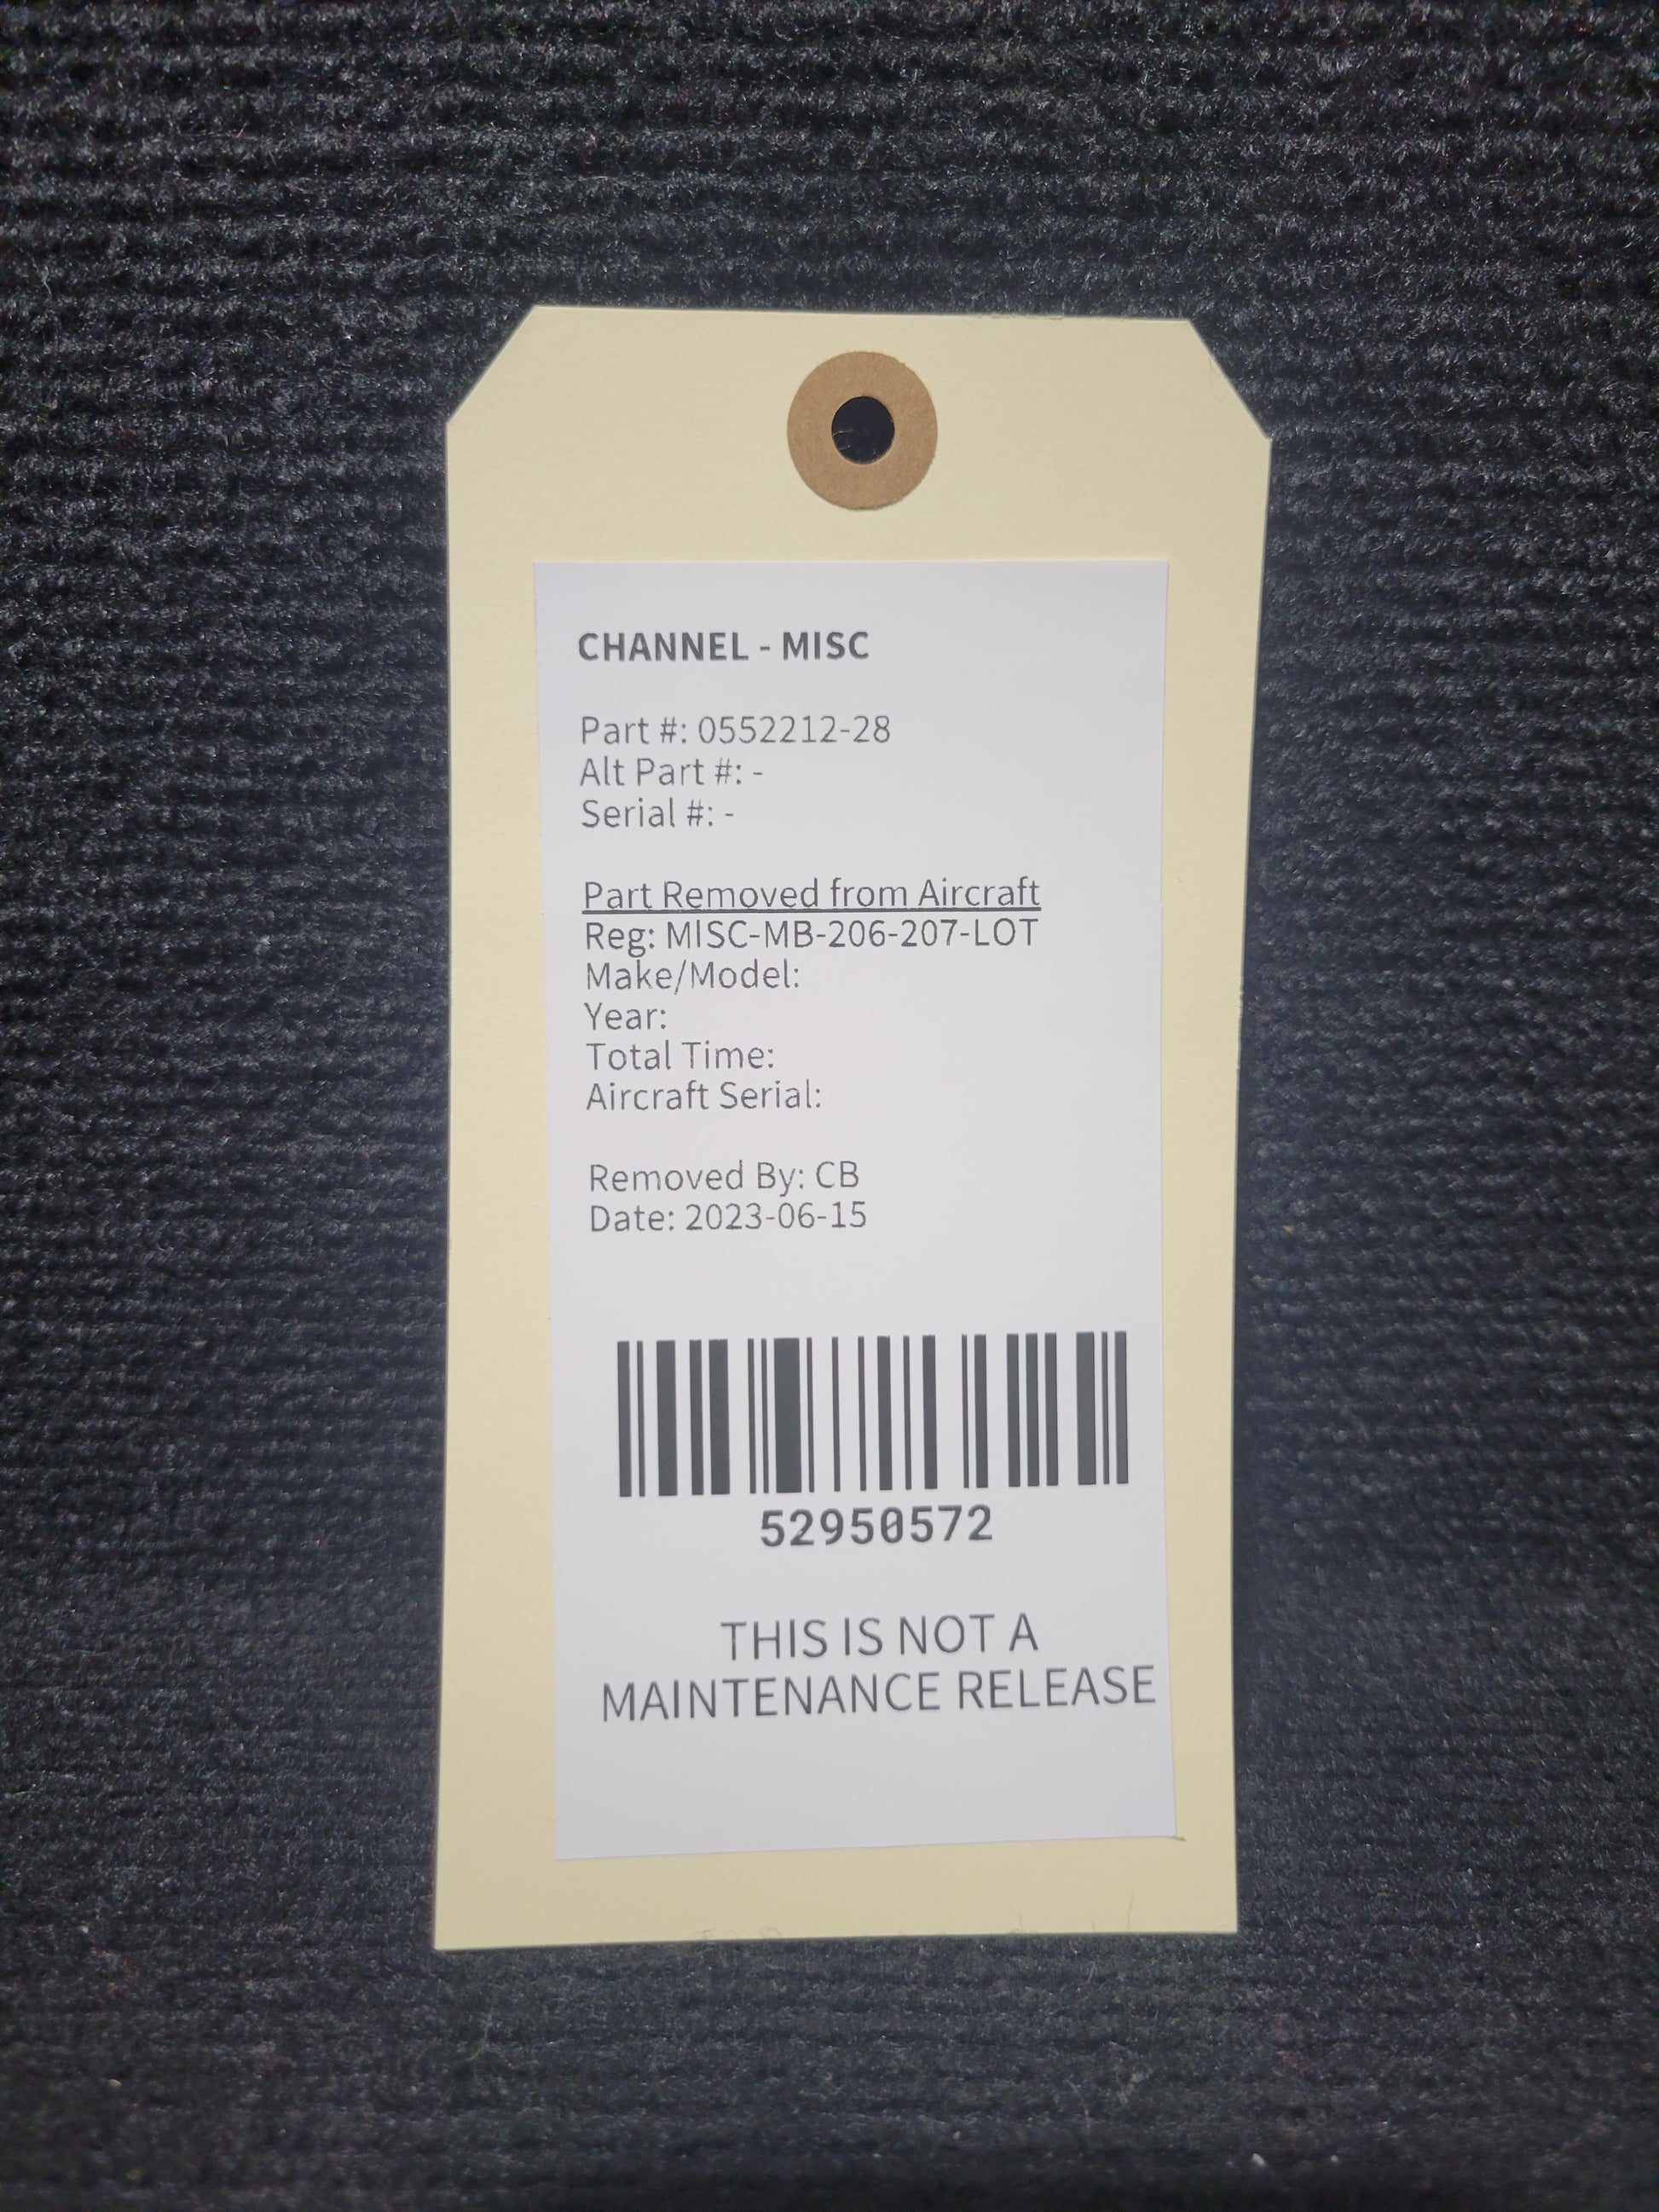 CHANNEL - MISC
Part #: 0552212-28
Alt Part #: -
Serial #: -
Part Removed from Aircraft
Reg: MISC-MB-206-207-LOT
Make/Model:
Year:
Total Time:
Aircraft Serial:
Removed By: CB
Date: 2023-06-15
52950572
THIS IS NOT A
MAINTENANCE RELEASE